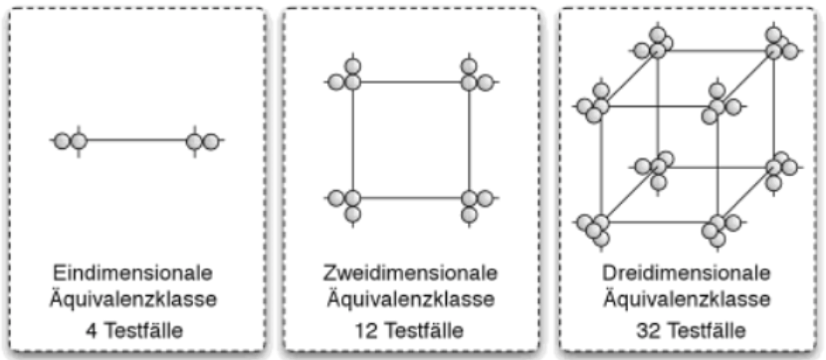 Eindimensionale
Äquivalenzklasse
4 Testfälle
Zweidimensionale
Äquivalenzklasse
12 Testfälle
Dreidimensionale
Äquivalenzklasse
32 Testfälle